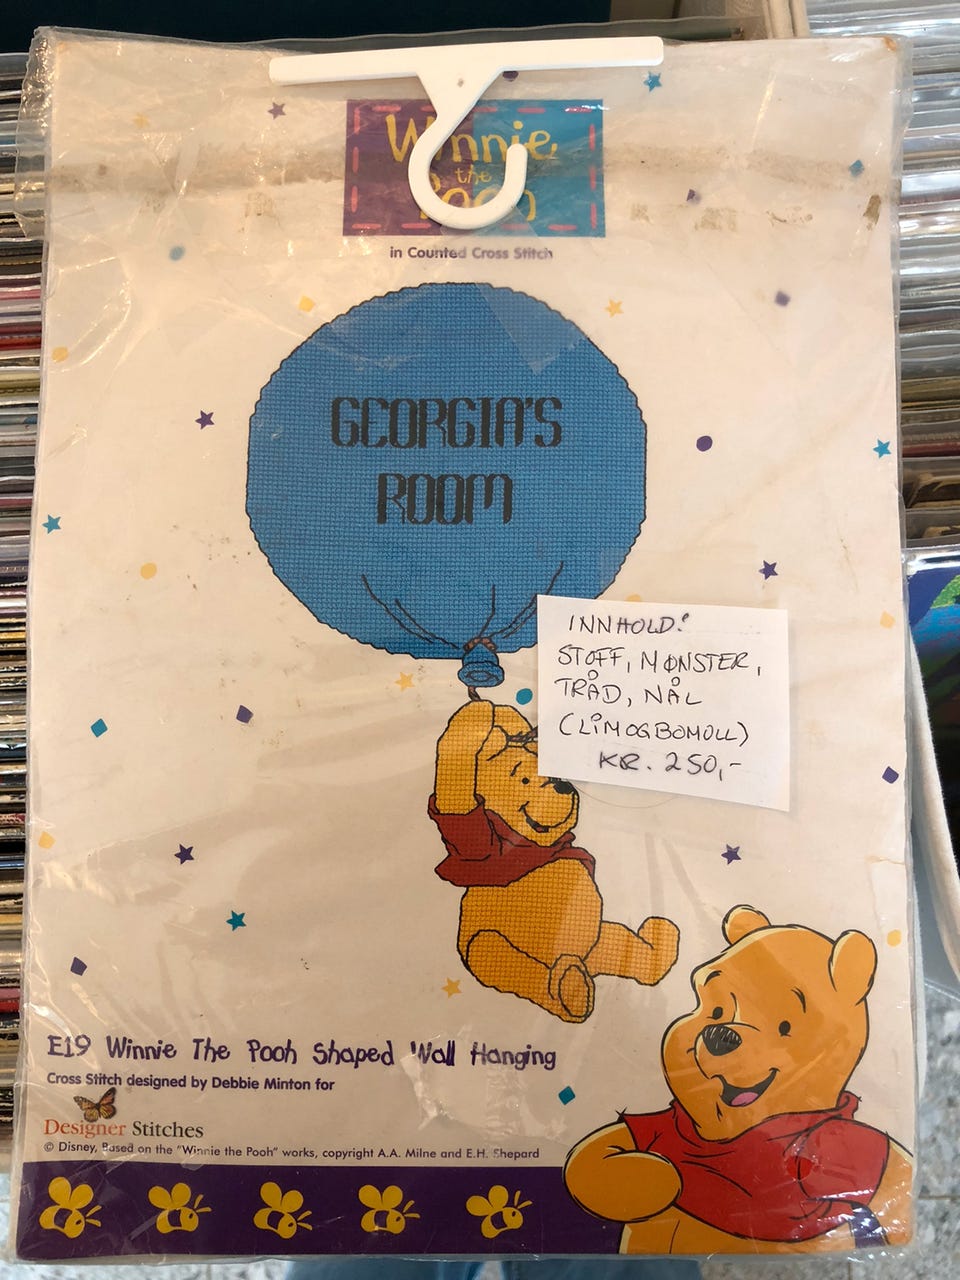 Winnie
the
Pooh
in Counted Cross Stitch
GEORGIA'S
ROOM
INNHOLD:
STOFF, MØNSTER,
TRÅD, NÅL
(LIM OG BOMULL)
KR. 250,-
E19 Winnie The Pooh Shaped Wall Hanging
Cross Stitch designed by Debbie Minton for
Designer Stitches
© Disney, Based on the "Winnie the Pooh" works, copyright A.A. Milne and E.H. Shepard